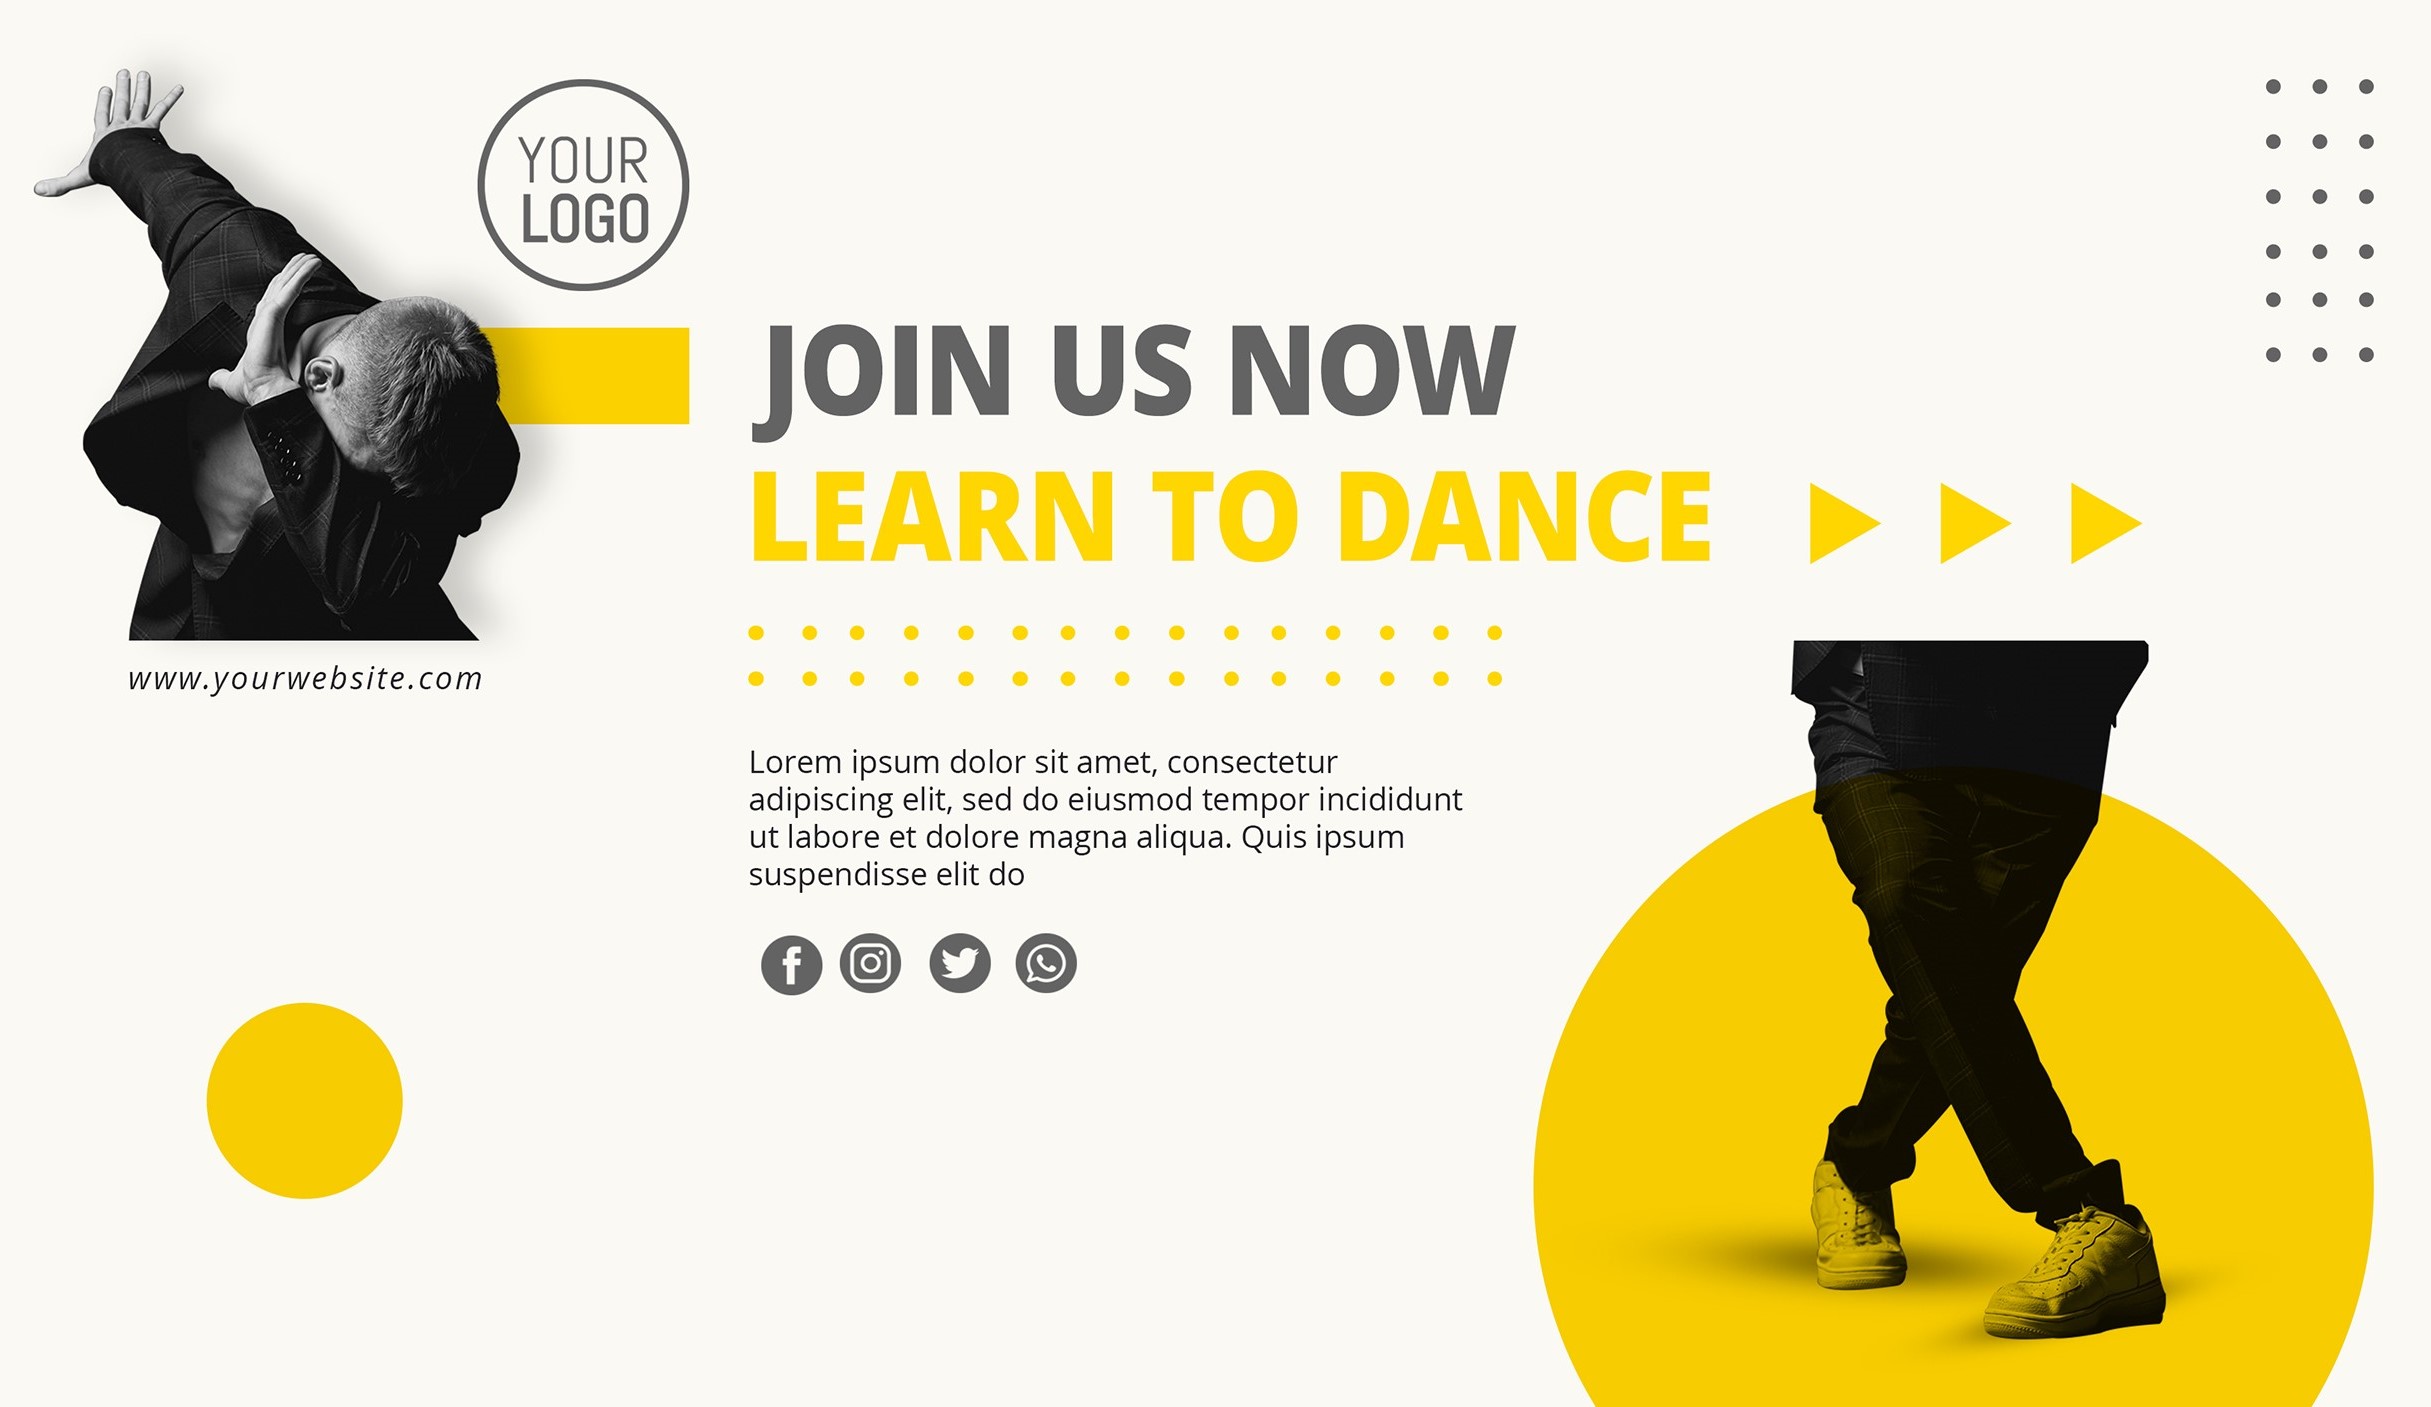 YOUR
LOGO
JOIN US NOW
LEARN TO DANCE
www.yourwebsite.com
Lorem ipsum dolor sit amet, consectetur
adipiscing elit, sed do eiusmod tempor incididunt
ut labore et dolore magna aliqua. Quis ipsum
suspendisse elit do